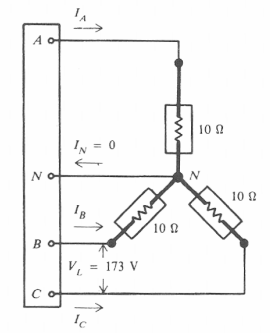 I_A
A
10 Ω
I_N = 0
N
N
10 Ω
I_B
10 Ω
B
V_L = 173 V
C
I_C